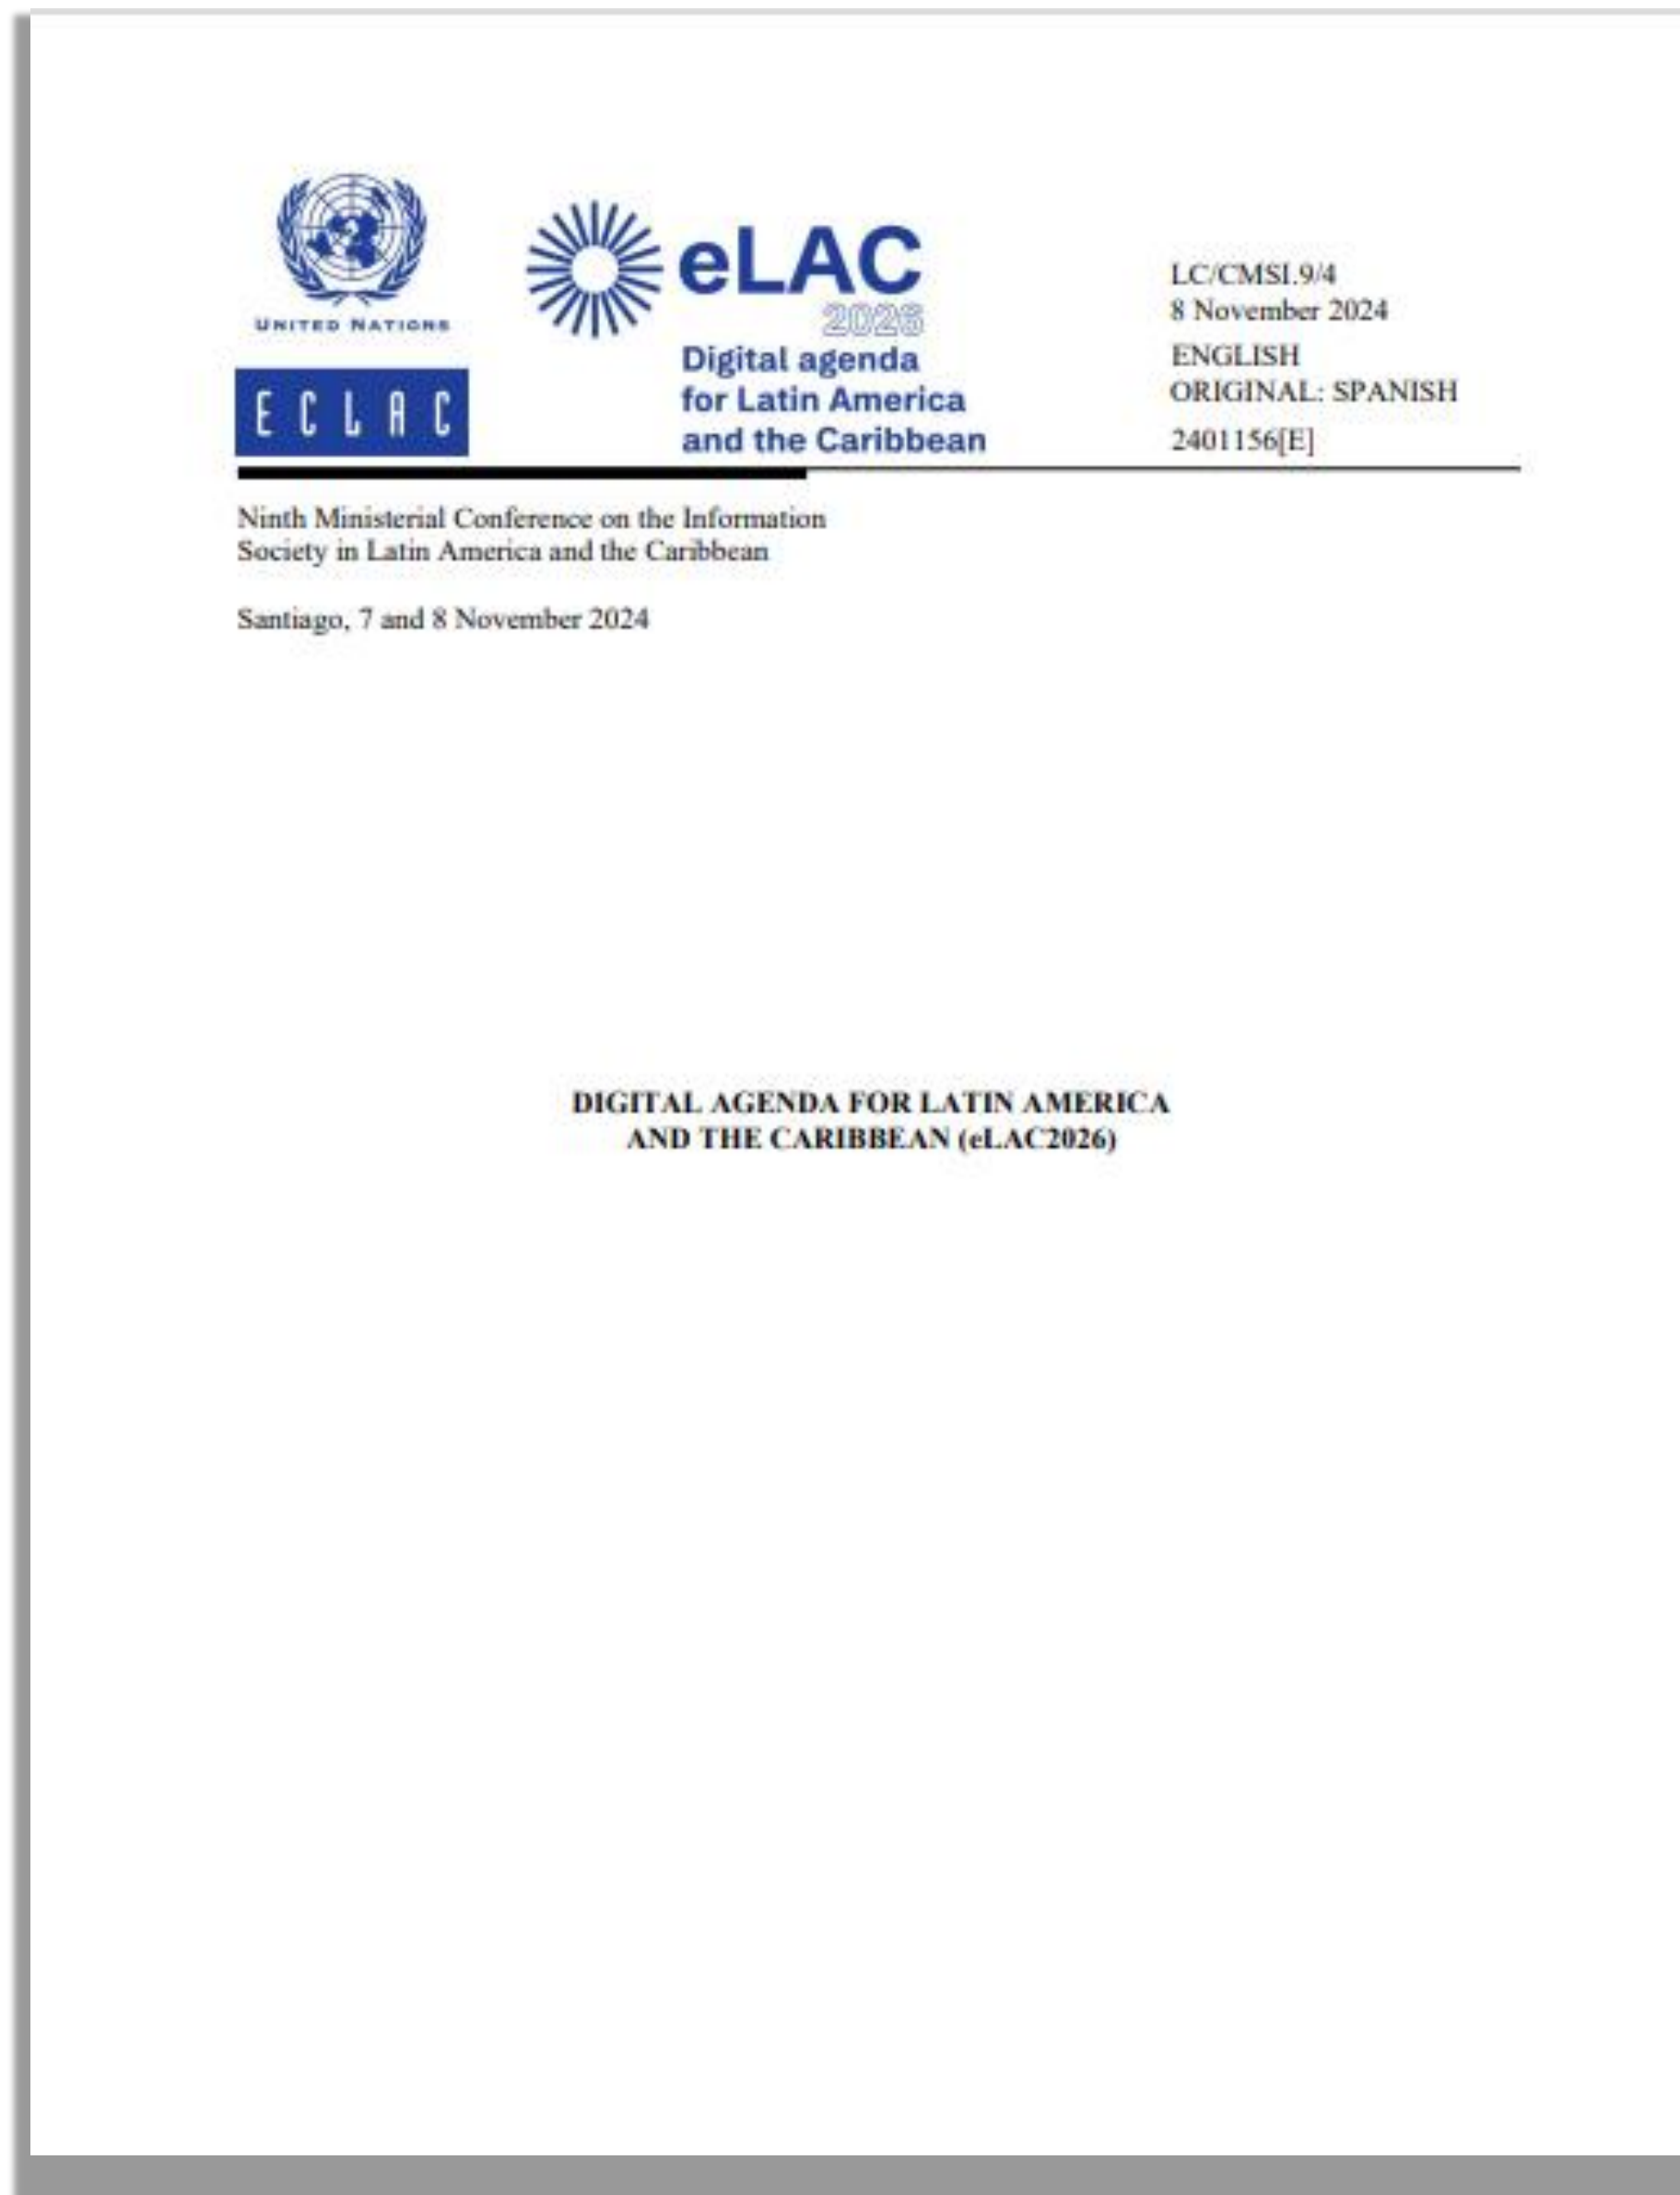 UNITED NATIONS
ECLAC
eLAC
2026
Digital agenda
for Latin America
and the Caribbean
LC/CMSI.9/4
8 November 2024
ENGLISH
ORIGINAL: SPANISH
2401156[E]
Ninth Ministerial Conference on the Information
Society in Latin America and the Caribbean
Santiago, 7 and 8 November 2024
DIGITAL AGENDA FOR LATIN AMERICA
AND THE CARIBBEAN (eLAC2026)